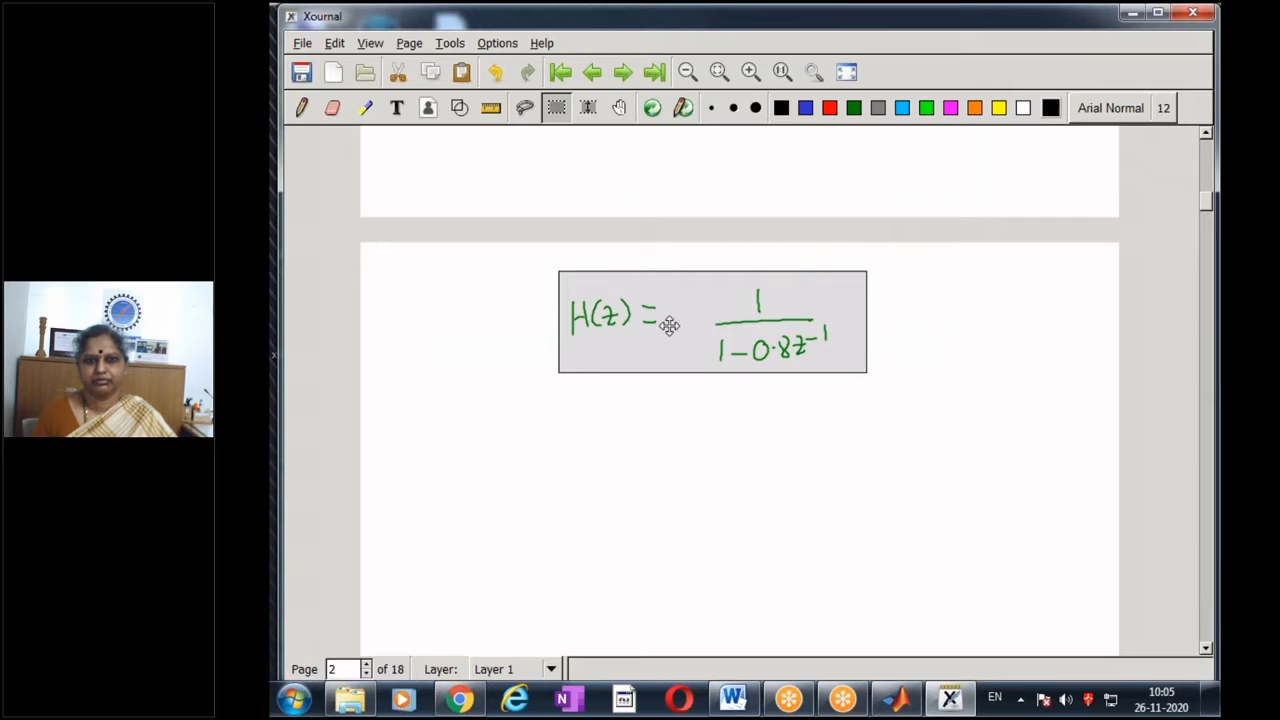 Xournal
File Edit View Page Tools Options Help
T Arial Normal 12
H(z) = 1
1 - 0.8z⁻¹
Page 2 of 18 Layer: Layer 1
EN 10:05
26-11-2020